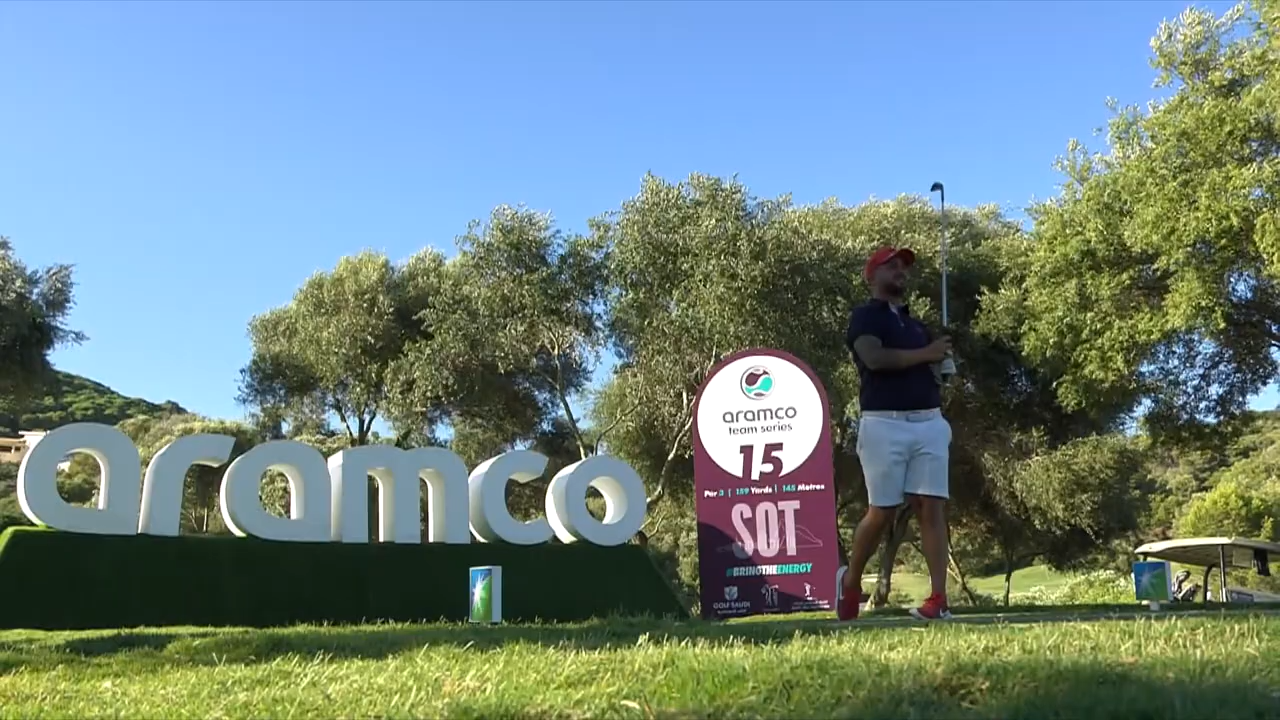 aramco
aramco
team series
15
Par 3 | 159 Yards | 145 Metres
SOT
#BRINGTHEENERGY
GOLF SAUDI